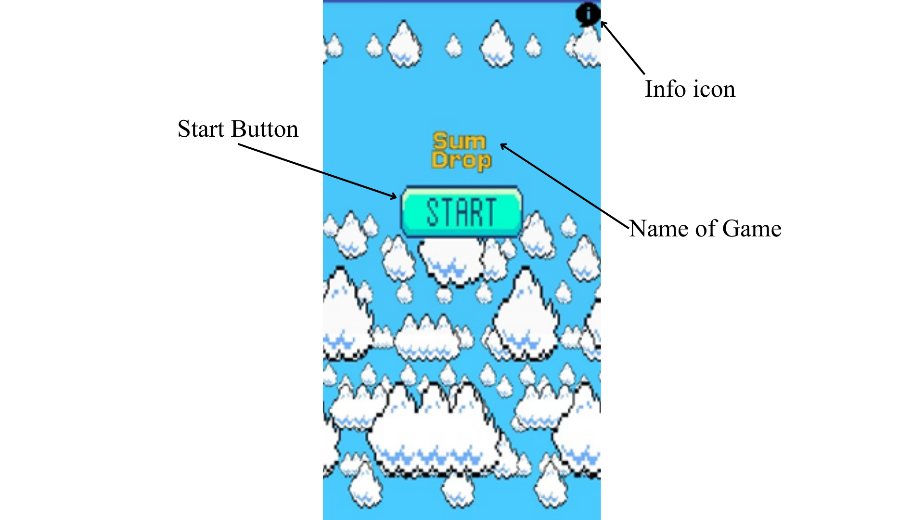 i
Info icon
Start Button
Sum
Drop
START
Name of Game